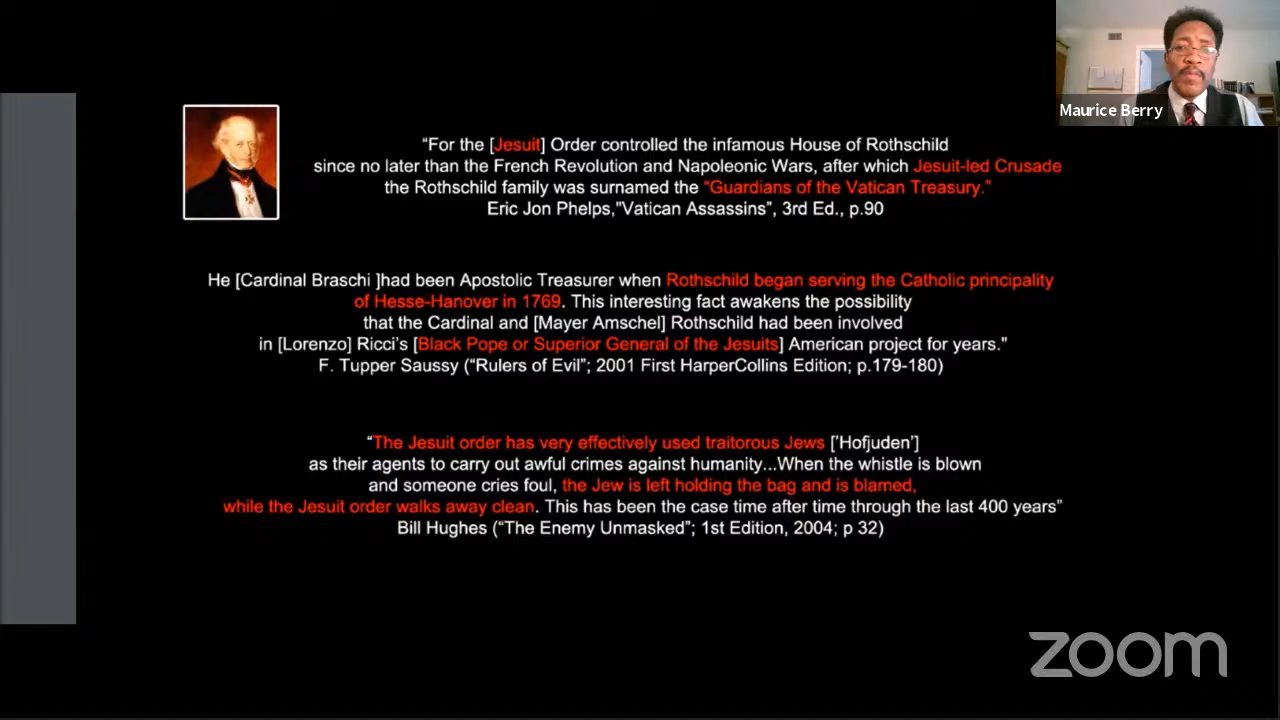 Maurice Berry
“For the [Jesuit] Order controlled the infamous House of Rothschild
since no later than the French Revolution and Napoleonic Wars, after which Jesuit-led Crusade
the Rothschild family was surnamed the “Guardians of the Vatican Treasury.”
Eric Jon Phelps,"Vatican Assassins”, 3rd Ed., p.90
He [Cardinal Braschi ]had been Apostolic Treasurer when Rothschild began serving the Catholic principality
of Hesse-Hanover in 1769. This interesting fact awakens the possibility
that the Cardinal and [Mayer Amschel] Rothschild had been involved
in [Lorenzo] Ricci’s [Black Pope or Superior General of the Jesuits] American project for years."
F. Tupper Saussy (“Rulers of Evil”; 2001 First HarperCollins Edition; p.179-180)
“The Jesuit order has very effectively used traitorous Jews ['Hofjuden']
as their agents to carry out awful crimes against humanity...When the whistle is blown
and someone cries foul, the Jew is left holding the bag and is blamed,
while the Jesuit order walks away clean. This has been the case time after time through the last 400 years”
Bill Hughes (“The Enemy Unmasked”; 1st Edition, 2004; p 32)
zoom